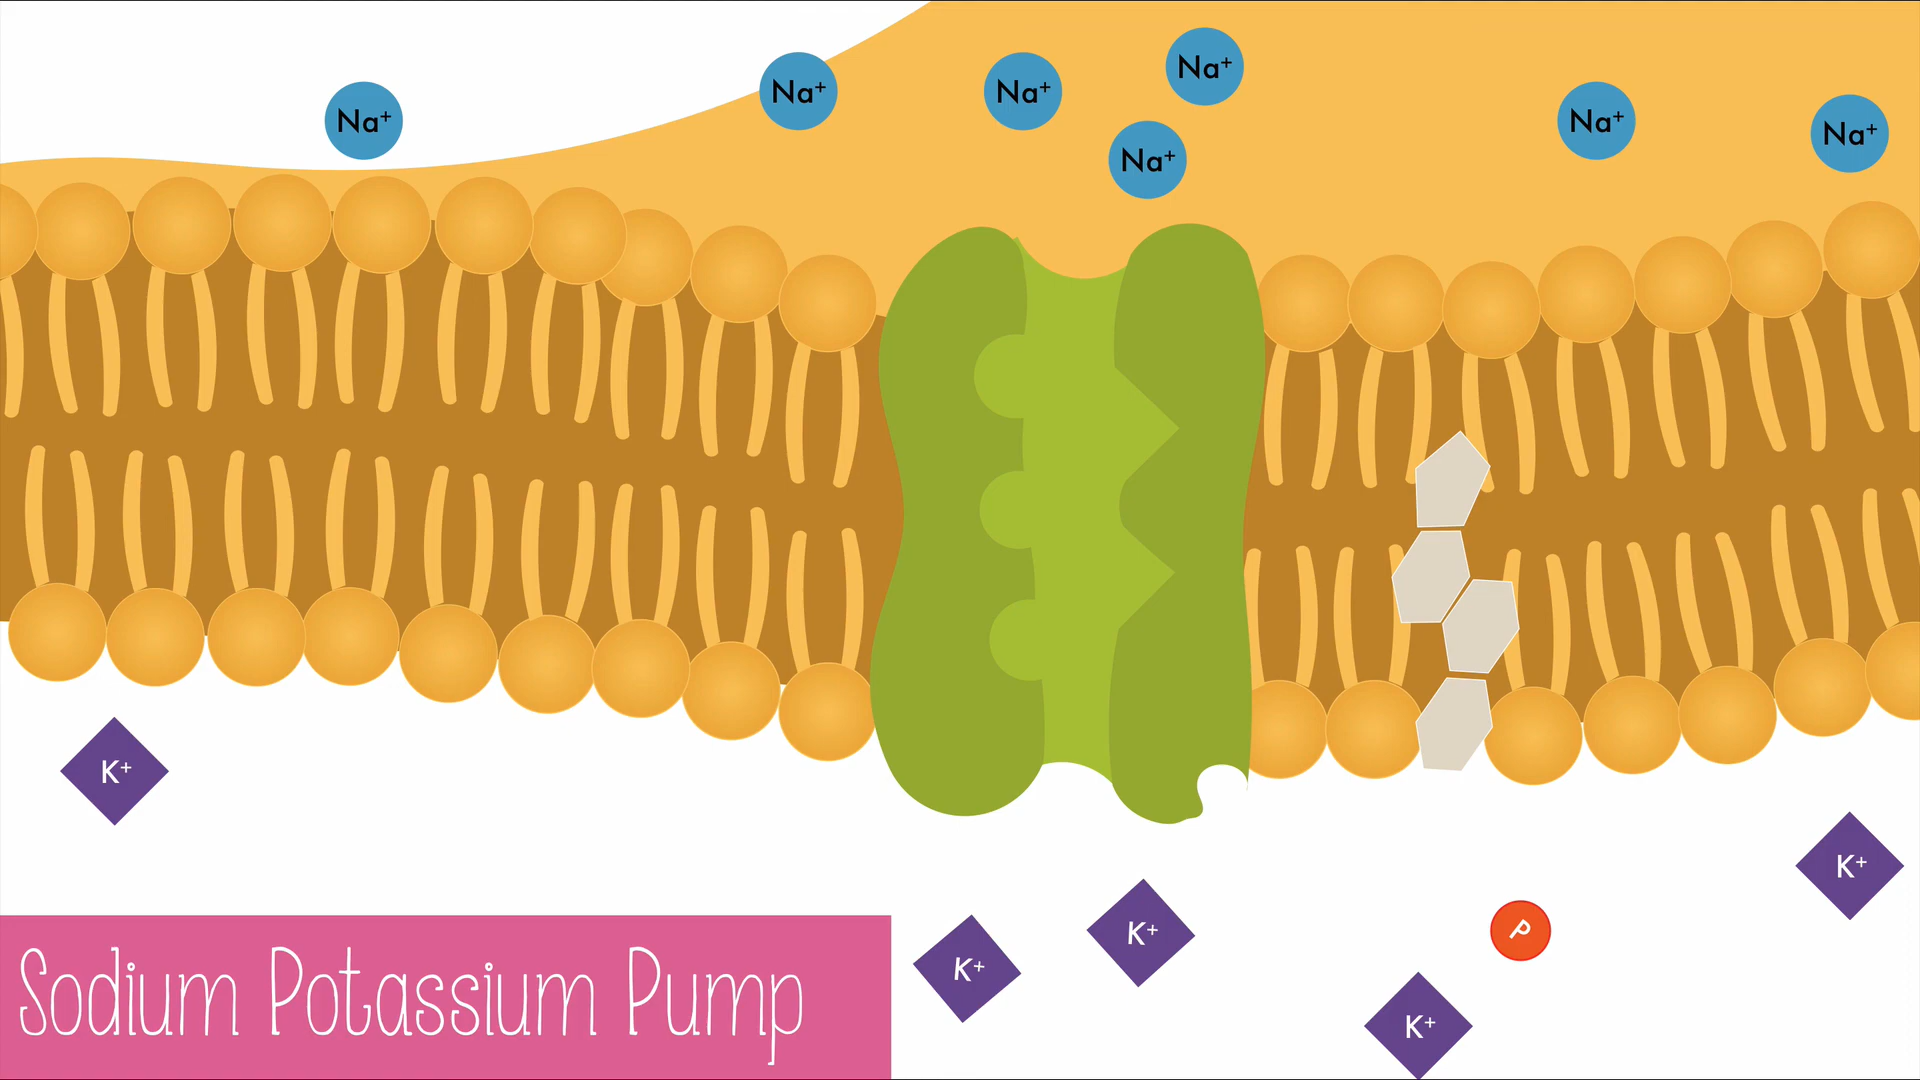 Na⁺
Na⁺
Na⁺
Na⁺
Na⁺
Na⁺
Na⁺
K⁺
K⁺
K⁺
K⁺
P
K⁺
Sodium Potassium Pump